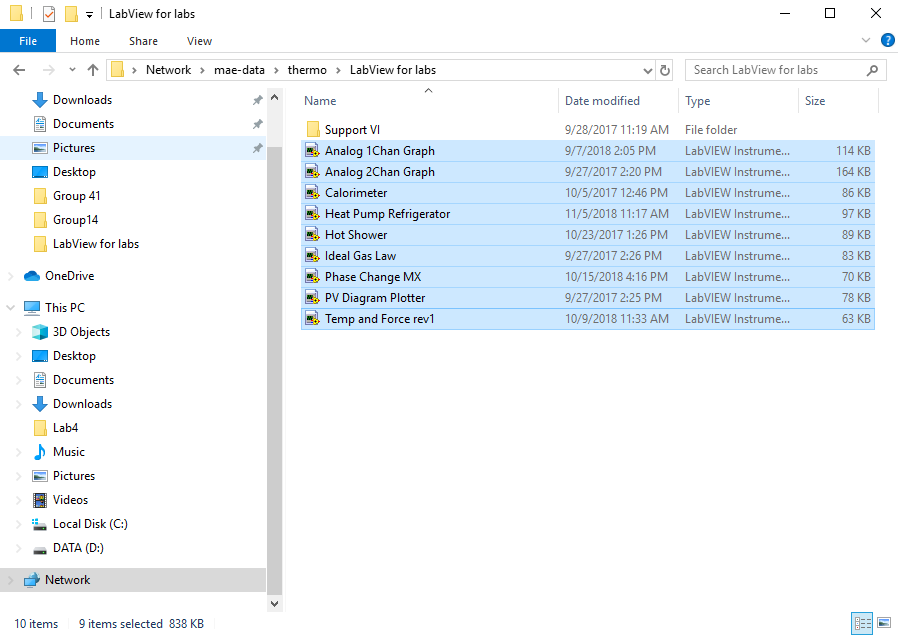 LabView for labs
File Home Share View
Network mae-data thermo LabView for labs Search LabView for labs
Downloads
Documents
Pictures
Desktop
Group 41
Group14
LabView for labs
OneDrive
This PC
3D Objects
Desktop
Documents
Downloads
Lab4
Music
Pictures
Videos
Local Disk (C:)
DATA (D:)
Network
Name Date modified Type Size
Support VI 9/28/2017 11:19 AM File folder
Analog 1Chan Graph 9/7/2018 2:05 PM LabVIEW Instrume... 114 KB
Analog 2Chan Graph 9/27/2017 2:20 PM LabVIEW Instrume... 164 KB
Calorimeter 10/5/2017 12:46 PM LabVIEW Instrume... 86 KB
Heat Pump Refrigerator 11/5/2018 11:17 AM LabVIEW Instrume... 97 KB
Hot Shower 10/23/2017 1:26 PM LabVIEW Instrume... 89 KB
Ideal Gas Law 9/27/2017 2:26 PM LabVIEW Instrume... 83 KB
Phase Change MX 10/15/2018 4:16 PM LabVIEW Instrume... 70 KB
PV Diagram Plotter 9/27/2017 2:25 PM LabVIEW Instrume... 78 KB
Temp and Force rev1 10/9/2018 11:33 AM LabVIEW Instrume... 63 KB
10 items 9 items selected 838 KB